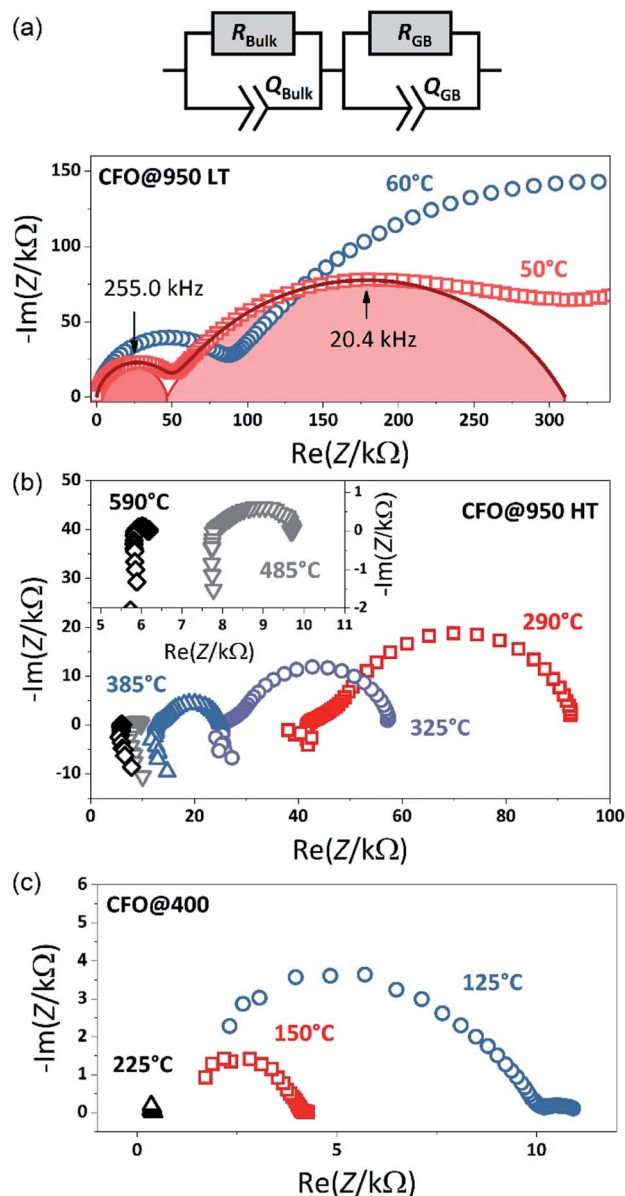 (a)
R_Bulk R_GB
Q_Bulk Q_GB
CFO@950 LT
60°C
50°C
255.0 kHz
20.4 kHz
150
100
50
0
-Im(Z/kΩ)
0 50 100 150 200 250 300
Re(Z/kΩ)
(b)
CFO@950 HT
50
40
30
20
10
0
-10
-Im(Z/kΩ)
590°C
485°C
1
0
-1
-2
-Im(Z/kΩ)
5 6 7 8 9 10 11
Re(Z/kΩ)
290°C
385°C
325°C
0 20 40 60 80 100
Re(Z/kΩ)
(c)
CFO@400
6
5
4
3
2
1
0
-Im(Z/kΩ)
125°C
150°C
225°C
0 5 10
Re(Z/kΩ)